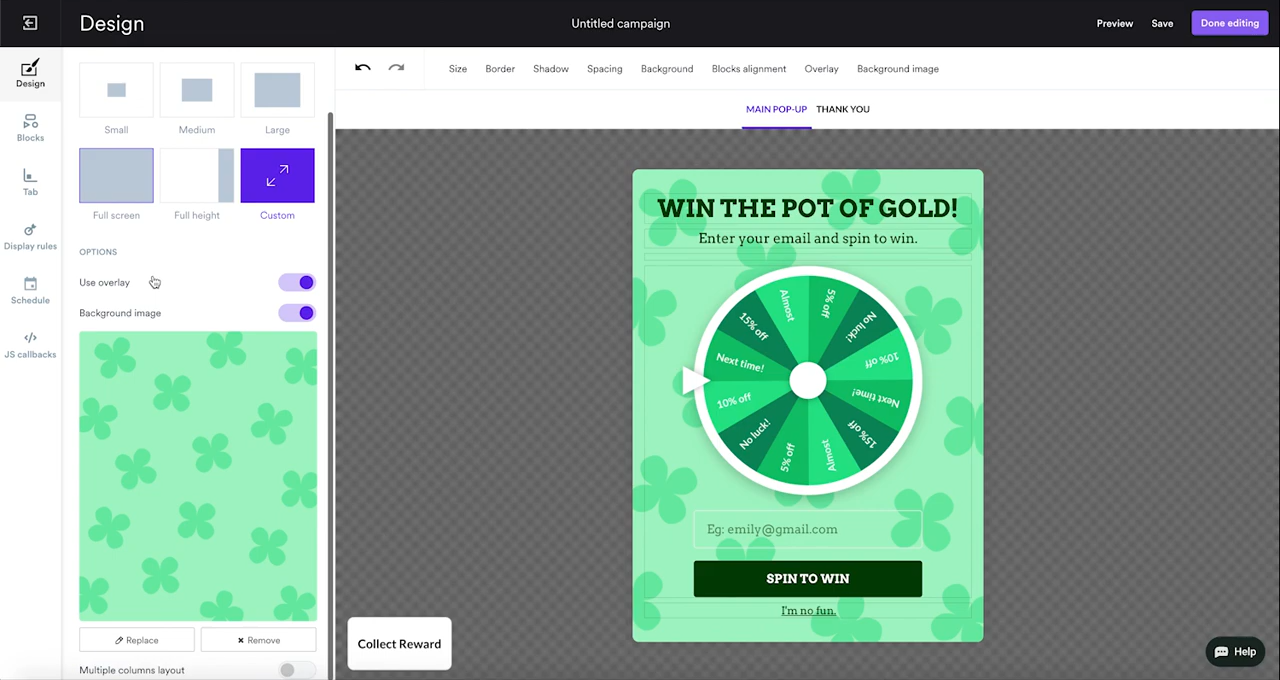 Design
Untitled campaign
Preview
Save
Done editing
Design
Blocks
Tab
Display rules
Schedule
JS callbacks
Small
Medium
Large
Full screen
Full height
Custom
OPTIONS
Use overlay
Background image
Replace
Remove
Multiple columns layout
Size
Border
Shadow
Spacing
Background
Blocks alignment
Overlay
Background image
MAIN POP-UP
THANK YOU
WIN THE POT OF GOLD!
Enter your email and spin to win.
Almost
5% off
No luck!
10% off
Next time!
15% off
Almost
5% off
No luck!
10% off
Next time!
15% off
Eg: emily@gmail.com
SPIN TO WIN
I'm no fun.
Collect Reward
Help